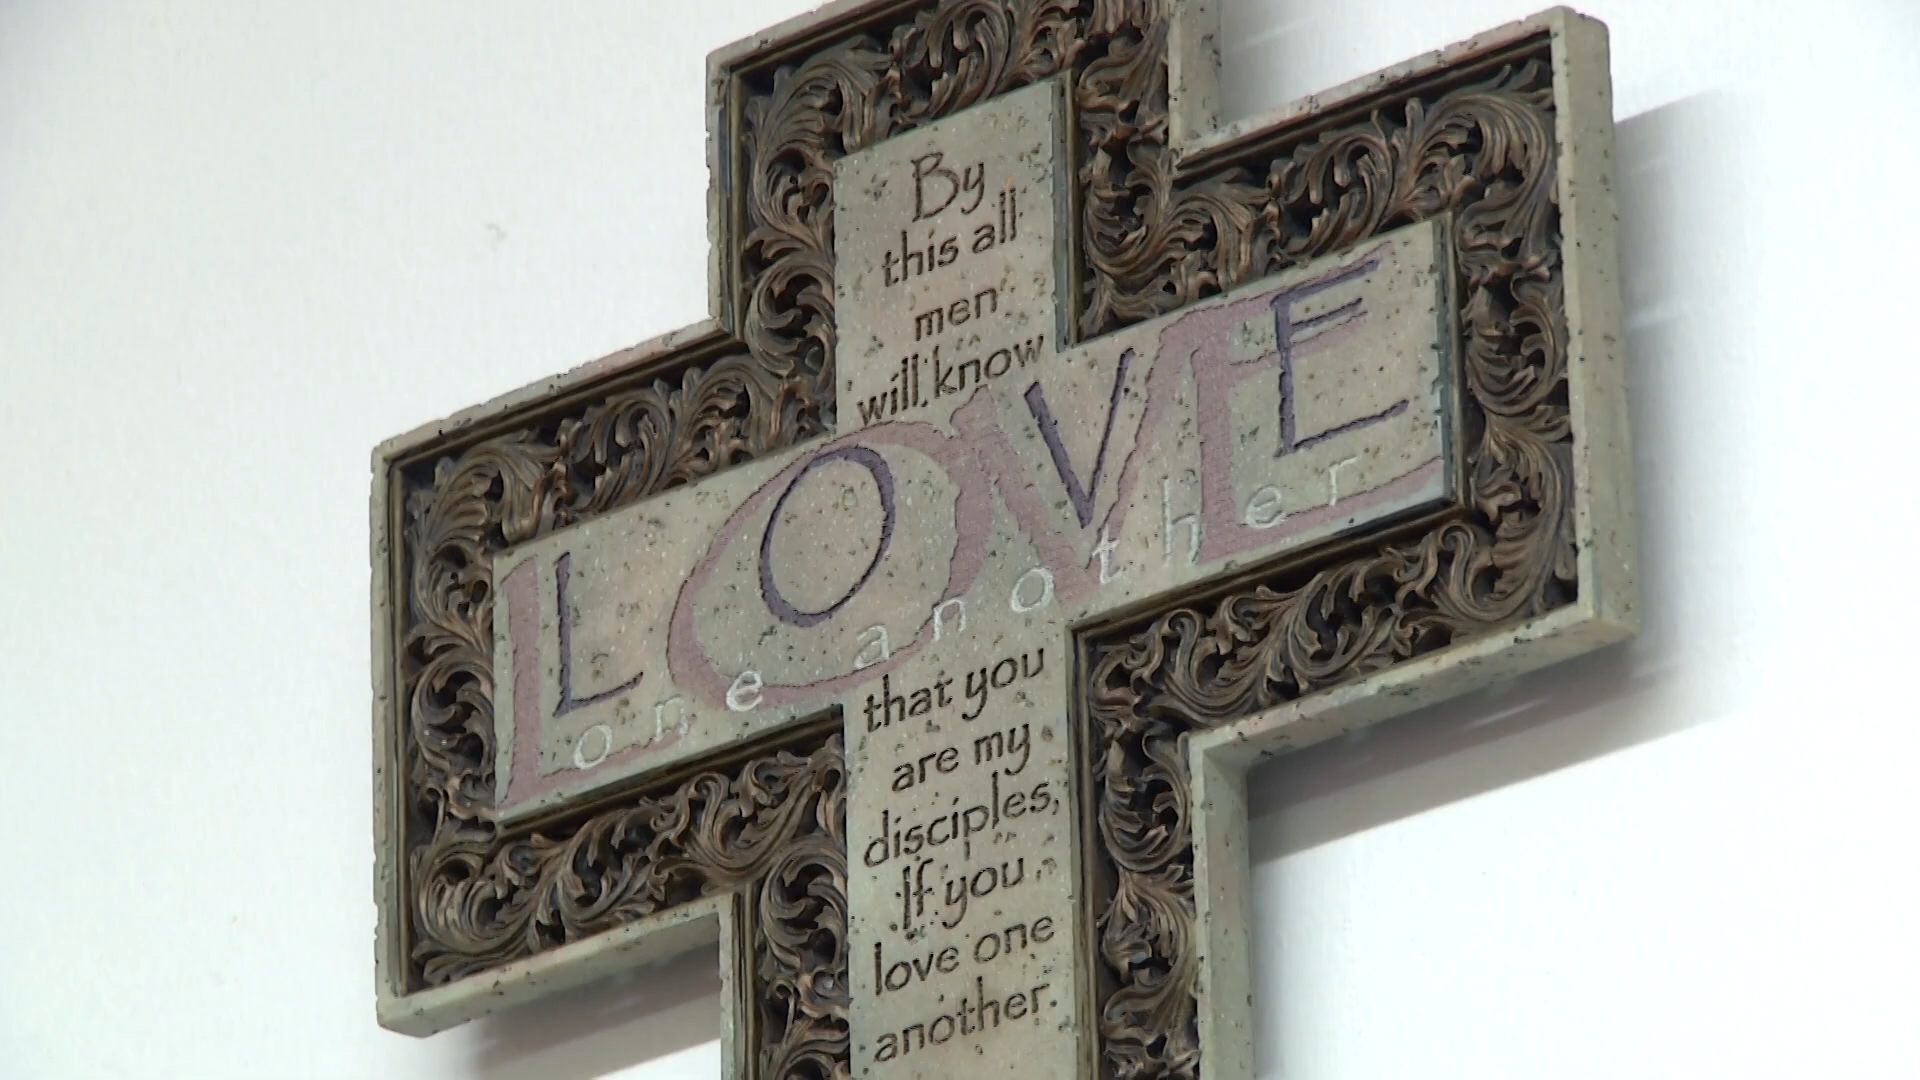 By
this all
men
will know
LOVE
one another
that you
are my
disciples,
If you
love one
another.